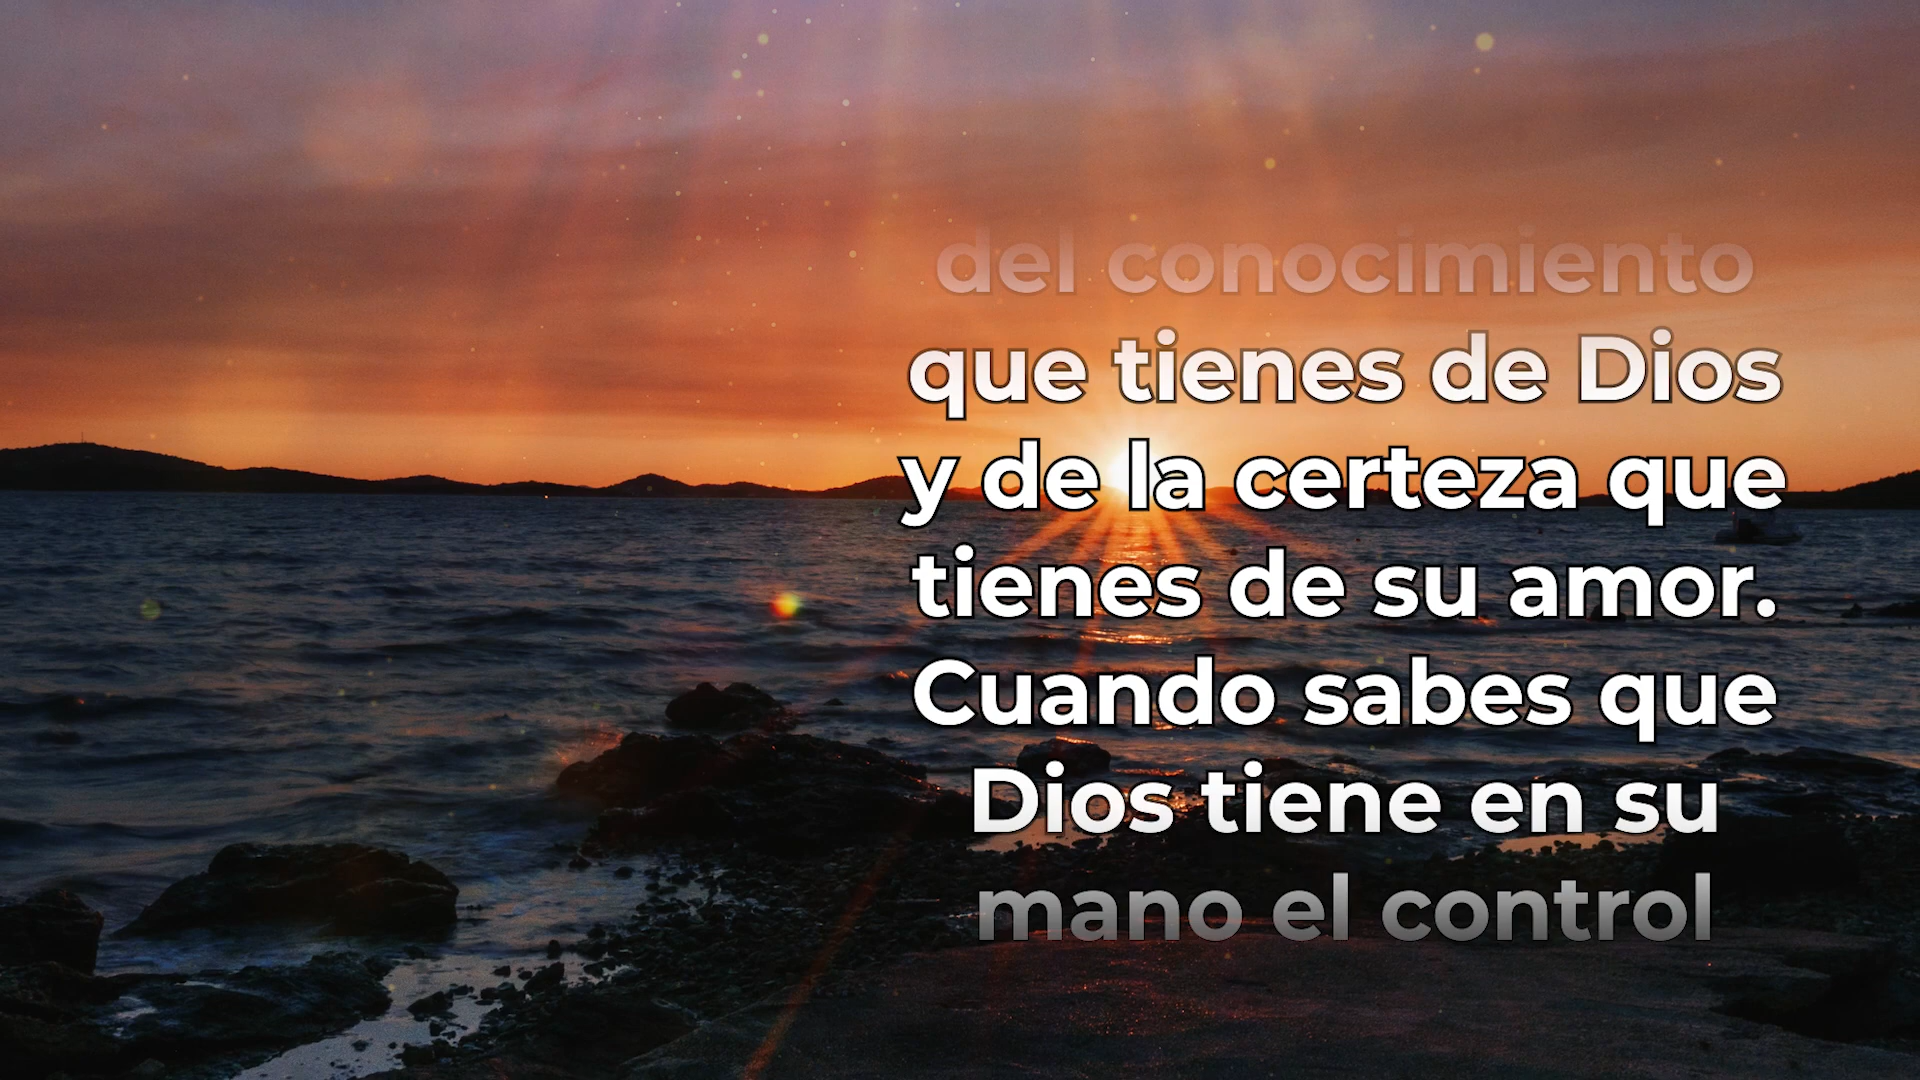 del conocimiento
que tienes de Dios
y de la certeza que
tienes de su amor.
Cuando sabes que
Dios tiene en su
mano el control